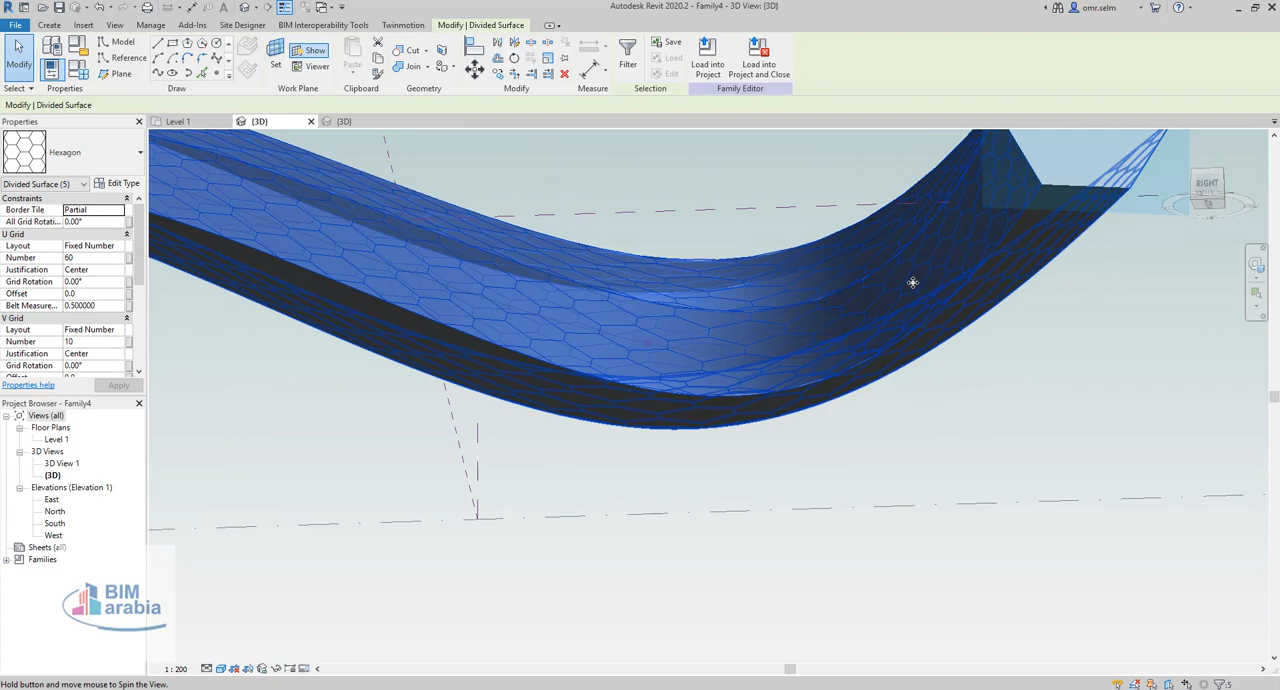 Autodesk Revit 2020.2 - Family4 - 3D View: {3D}
omr.selm
File Create Insert View Manage Add-Ins Site Designer BIM Interoperability Tools Twinmotion Modify | Divided Surface
Modify
Model
Reference
Plane
Set
Show
Viewer
Paste
Cut
Join
Filter
Save
Load
Edit
Load into
Project
Load into
Project and Close
Select Properties Draw Work Plane Clipboard Geometry Modify Measure Selection Family Editor
Modify | Divided Surface
Properties
Level 1
{3D}
{3D}
Hexagon
Divided Surface (5)
Edit Type
Constraints
Border Tile Partial
All Grid Rotati... 0.00°
U Grid
Layout Fixed Number
Number 60
Justification Center
Grid Rotation 0.00°
Offset 0.0
Belt Measure... 0.500000
V Grid
Layout Fixed Number
Number 10
Justification Center
Grid Rotation 0.00°
Properties help
Apply
Project Browser - Family4
Views (all)
Floor Plans
Level 1
3D Views
3D View 1
{3D}
Elevations (Elevation 1)
East
North
South
West
Sheets (all)
Families
RIGHT
BIM
arabia
1 : 200
Hold button and move mouse to Spin the View.
:5